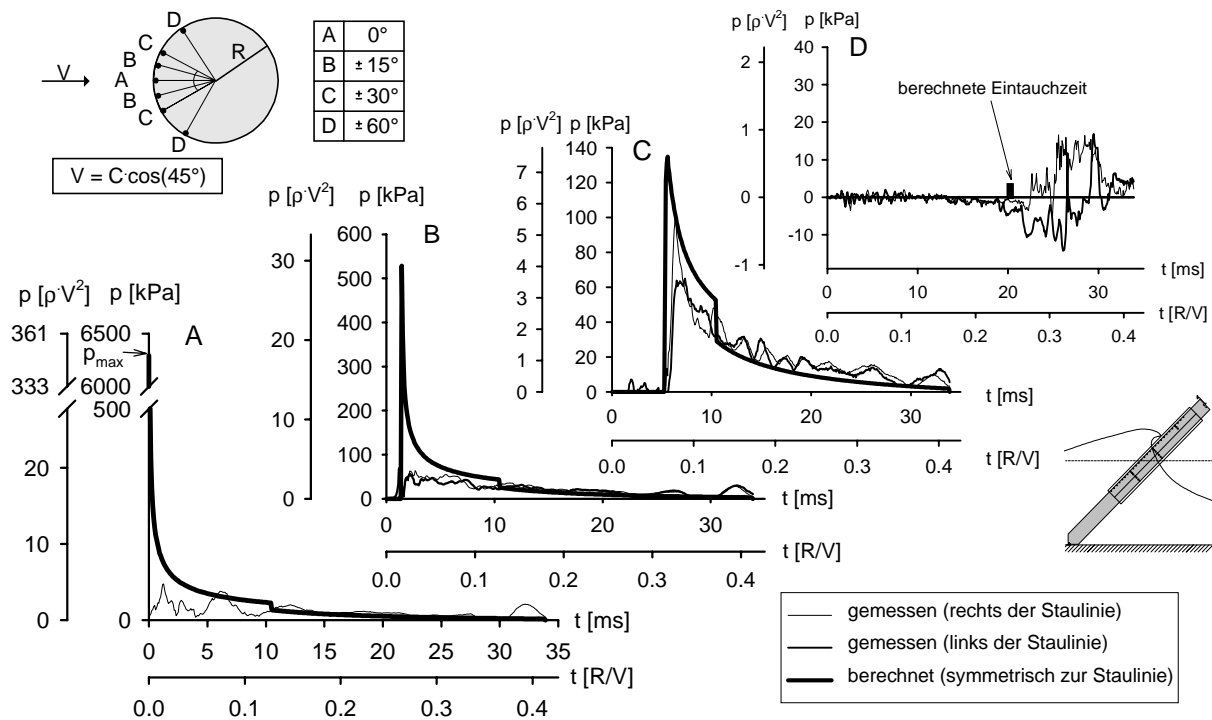 D
C
B
A
B
C
D
V
R
A 0°
B ± 15°
C ± 30°
D ± 60°
V = C·cos(45°)
p [ρ·V²] p [kPa]
A
361
333
20
10
0
6500
p max
6000
500
0
t [ms]
0 5 10 15 20 25 30 35
t [R/V]
0.0 0.1 0.2 0.3 0.4
p [ρ·V²] p [kPa]
B
30
20
10
0
600
500
400
300
200
100
0
t [ms]
0 10 20 30
t [R/V]
0.0 0.1 0.2 0.3 0.4
p [ρ·V²] p [kPa]
C
7
6
5
4
3
2
1
0
140
120
100
80
60
40
20
0
t [ms]
0 10 20 30
t [R/V]
0.0 0.1 0.2 0.3 0.4
p [ρ·V²] p [kPa]
D
2
1
0
-1
40
30
20
10
0
-10
berechnete Eintauchzeit
t [ms]
0 10 20 30
t [R/V]
0.0 0.1 0.2 0.3 0.4
gemessen (rechts der Staulinie)
gemessen (links der Staulinie)
berechnet (symmetrisch zur Staulinie)